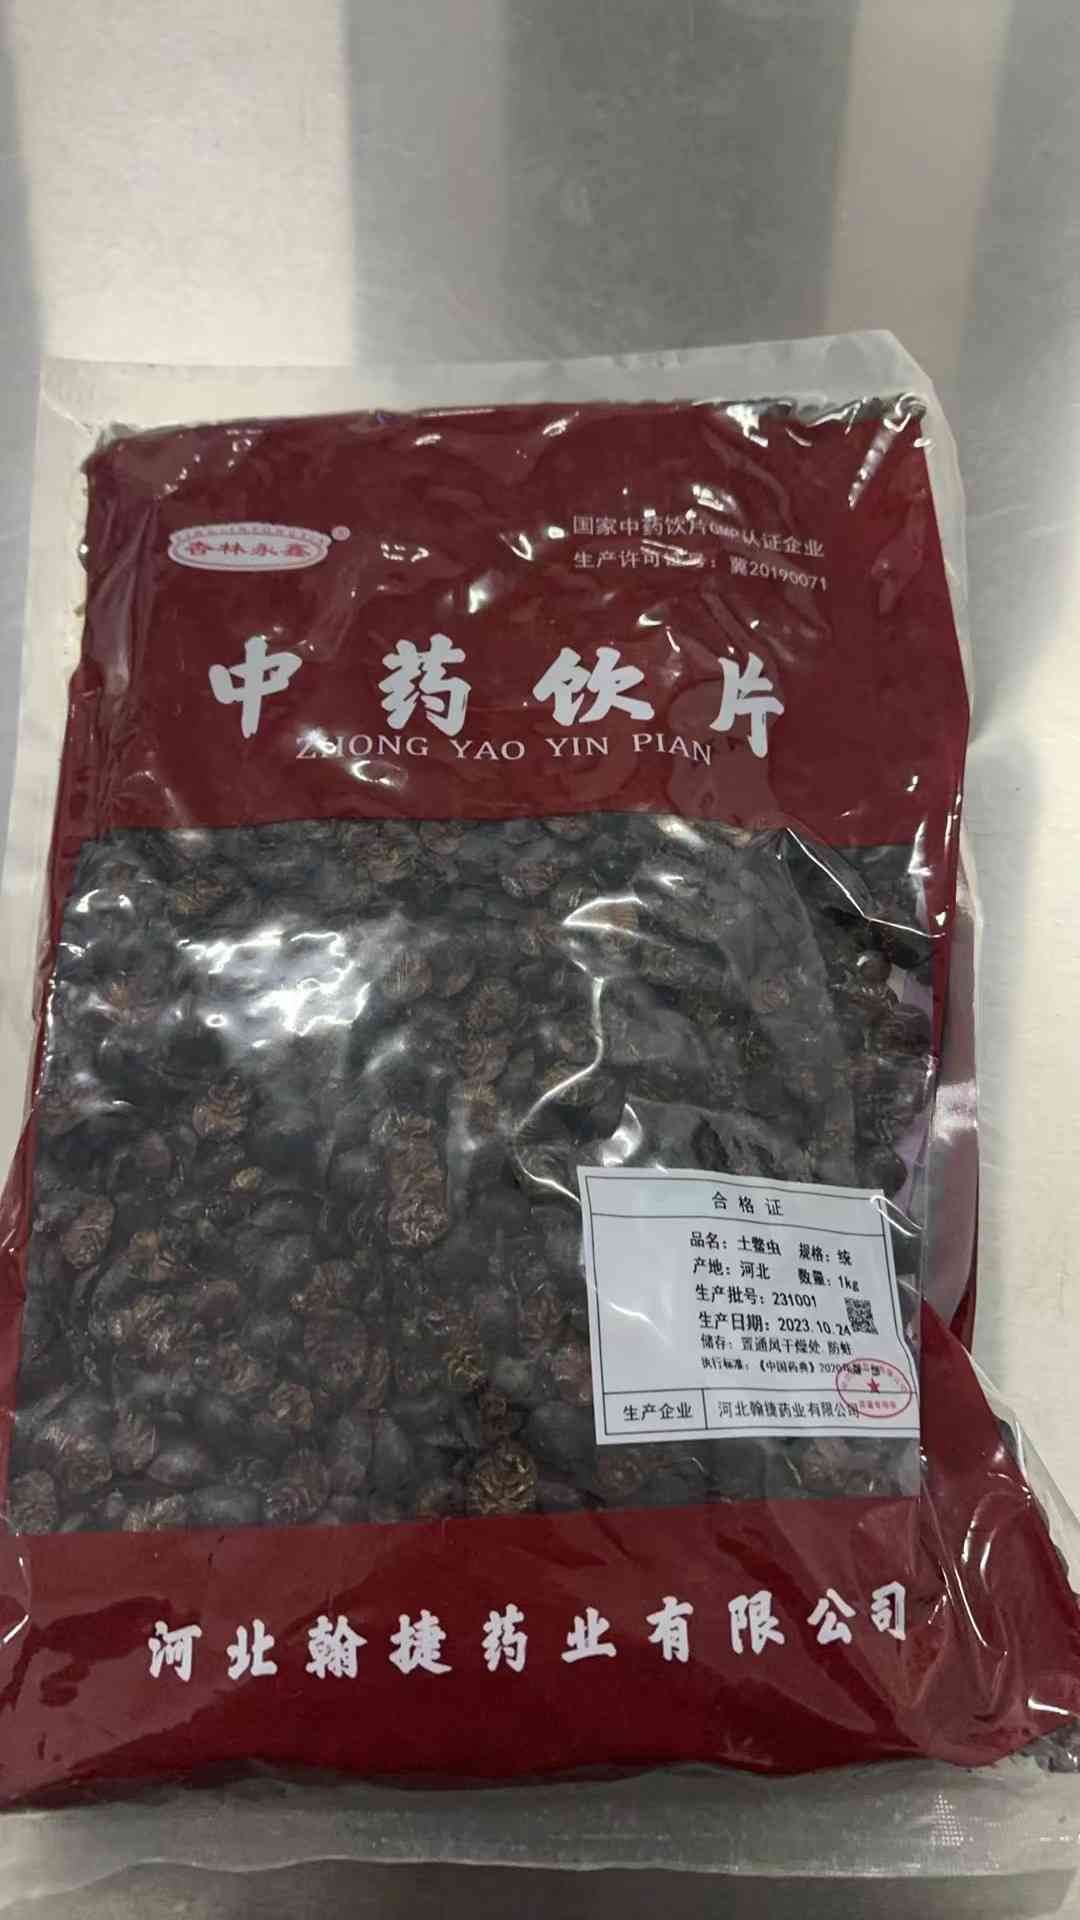 杏林永鑫
®
国家中药饮片GMP认证企业
生产许可证号：冀20190071
中药饮片
ZHONG YAO YIN PIAN
合格证
品名：土鳖虫 规格：统
产地：河北 数量：1kg
生产批号：231001
生产日期：2023.10.24
储存：置通风干燥处.防蛀
执行标准：《中国药典》2020年版一部
生产企业 河北翰捷药业有限公司
河北翰捷药业有限公司